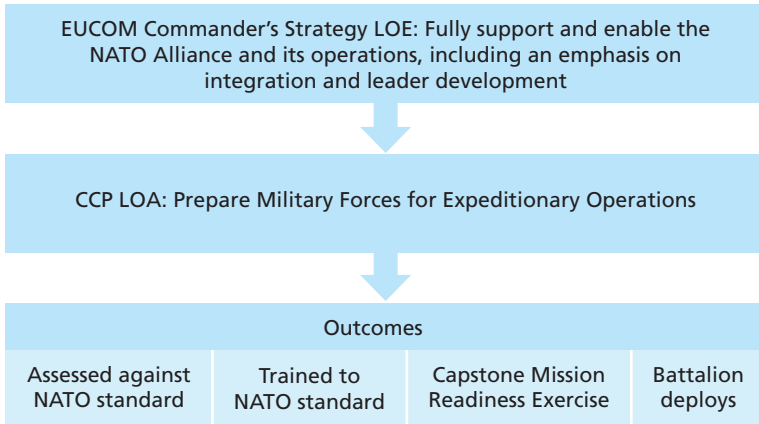 EUCOM Commander’s Strategy LOE: Fully support and enable the
NATO Alliance and its operations, including an emphasis on
integration and leader development
CCP LOA: Prepare Military Forces for Expeditionary Operations
Outcomes
Assessed against
NATO standard
Trained to
NATO standard
Capstone Mission
Readiness Exercise
Battalion
deploys